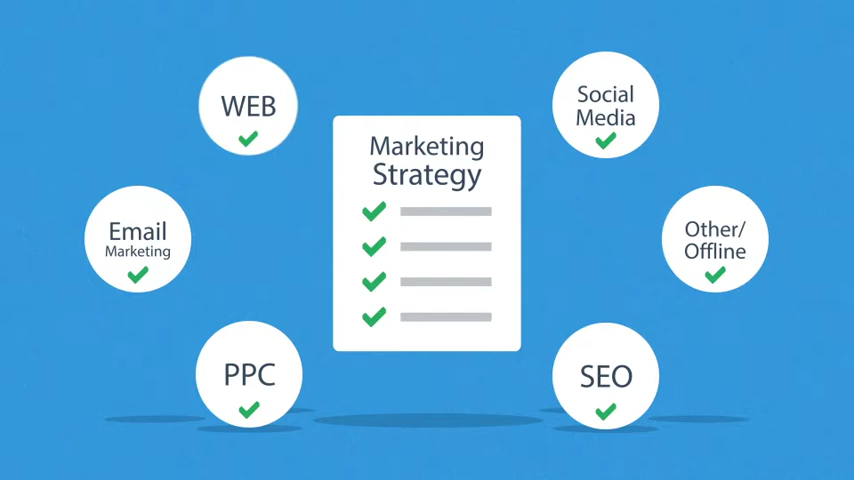 WEB
Social
Media
Marketing
Strategy
Email
Marketing
Other/
Offline
PPC
SEO